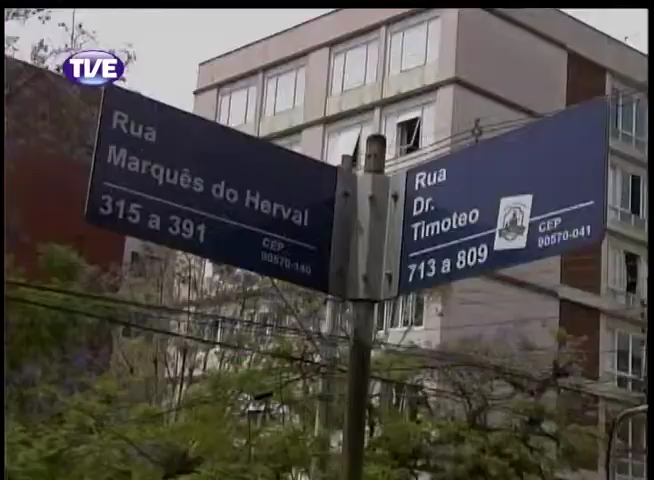 TVE
Rua
Marquês do Herval
315 a 391
CEP
90570-140
Rua
Dr.
Timoteo
713 a 809
CEP
90570-041